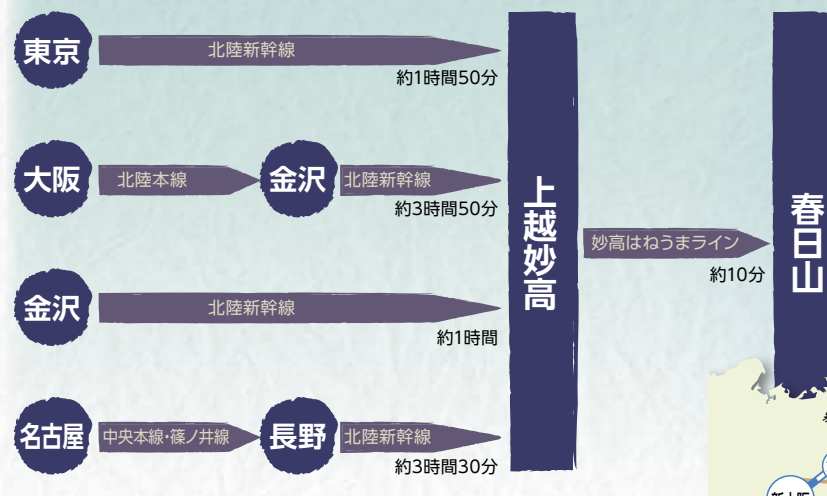 東京
北陸新幹線
約1時間50分
大阪
北陸本線
金沢
北陸新幹線
約3時間50分
金沢
北陸新幹線
約1時間
名古屋
中央本線・篠ノ井線
長野
北陸新幹線
約3時間30分
上越妙高
妙高はねうまライン
約10分
春日山
新大阪